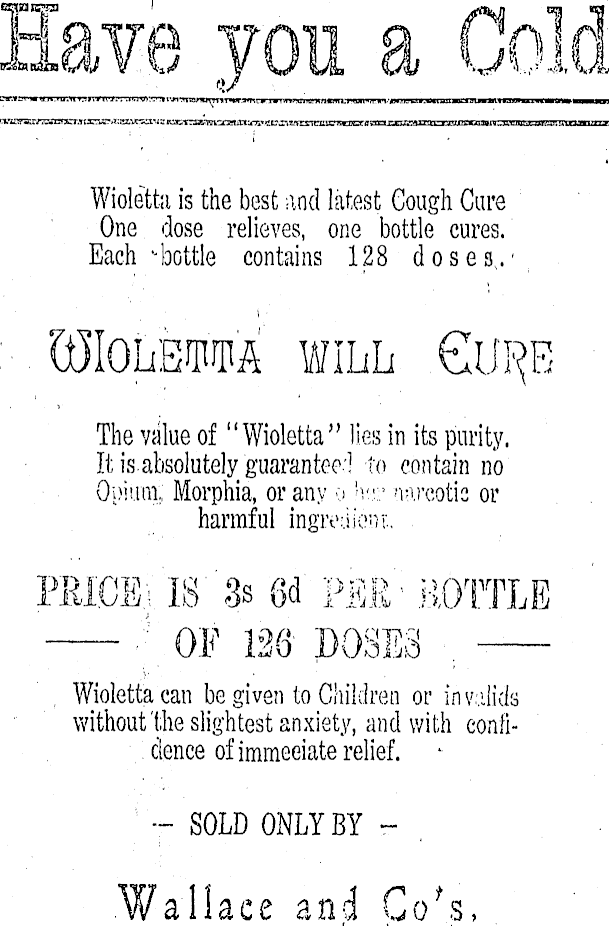 Have you a Cold
Wioletta is the best and latest Cough Cure
One dose relieves, one bottle cures.
Each bottle contains 128 doses.
WIOLETTA WILL CURE
The value of "Wioletta" lies in its purity.
It is absolutely guaranteed to contain no
Opium, Morphia, or any other narcotic or
harmful ingredient.
PRICE IS 3s 6d PER BOTTLE
OF 126 DOSES
Wioletta can be given to Children or invalids
without the slightest anxiety, and with confi-
dence of immeeiate relief.
— SOLD ONLY BY —
Wallace and Co's,